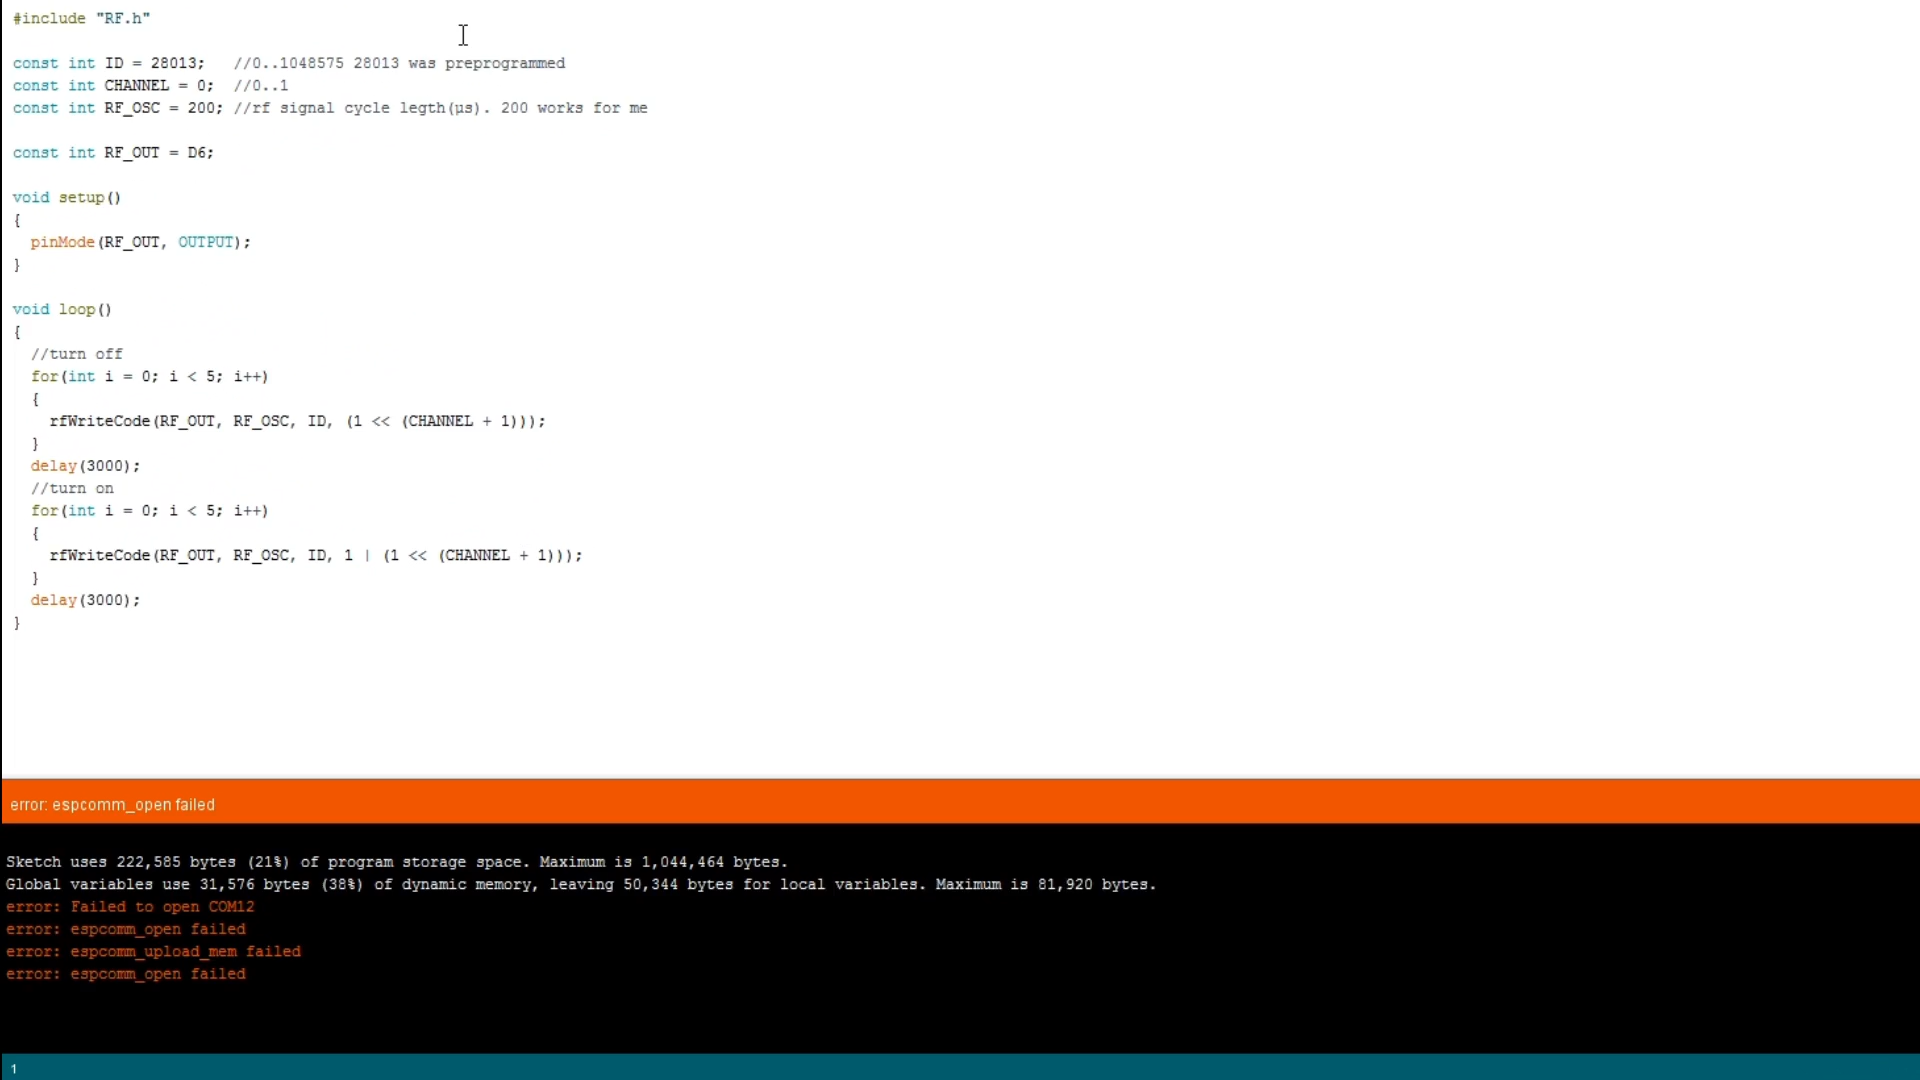 #include "RF.h"
const int ID = 28013;   //0..1048575 28013 was preprogrammed
const int CHANNEL = 0;  //0..1
const int RF_OSC = 200; //rf signal cycle legth(µs). 200 works for me
const int RF_OUT = D6;
void setup()
{
  pinMode(RF_OUT, OUTPUT);
}
void loop()
{
  //turn off
  for(int i = 0; i < 5; i++)
  {
    rfWriteCode(RF_OUT, RF_OSC, ID, (1 << (CHANNEL + 1)));
  }
  delay(3000);
  //turn on
  for(int i = 0; i < 5; i++)
  {
    rfWriteCode(RF_OUT, RF_OSC, ID, 1 | (1 << (CHANNEL + 1)));
  }
  delay(3000);
}
error: espcomm_open failed
Sketch uses 222,585 bytes (21%) of program storage space. Maximum is 1,044,464 bytes.
Global variables use 31,576 bytes (38%) of dynamic memory, leaving 50,344 bytes for local variables. Maximum is 81,920 bytes.
error: Failed to open COM12
error: espcomm_open failed
error: espcomm_upload_mem failed
error: espcomm_open failed
1